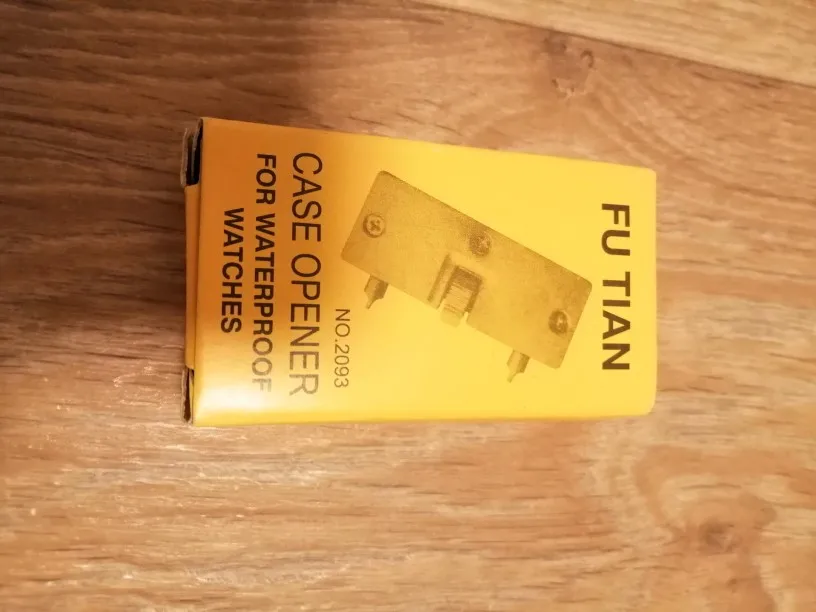 FU TIAN
NO.2093
CASE OPENER
FOR WATERPROOF
WATCHES